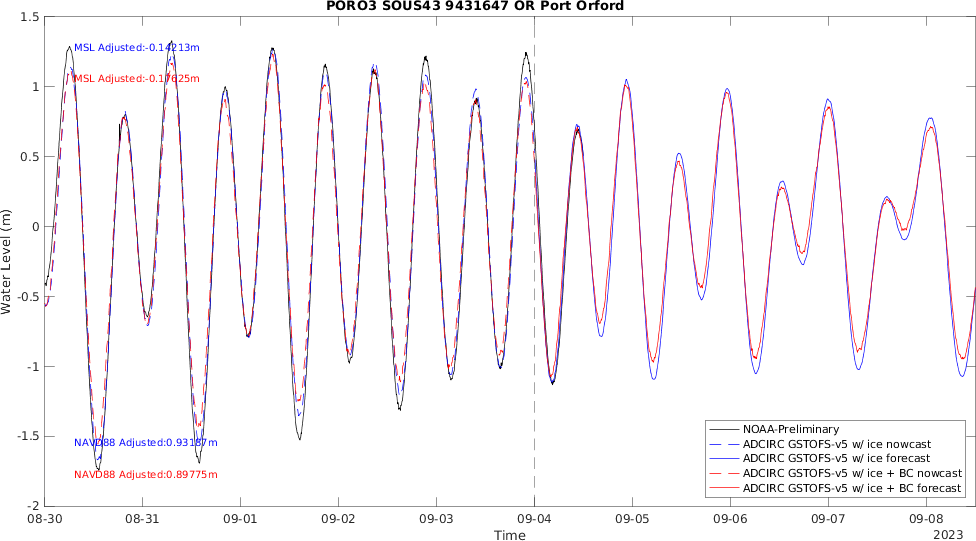 PORO3 SOUS43 9431647 OR Port Orford
1.5
1
0.5
0
-0.5
-1
-1.5
-2
Water Level (m)
MSL Adjusted:-0.14213m
MSL Adjusted:-0.17625m
NAVD88 Adjusted:0.93187m
NAVD88 Adjusted:0.89775m
NOAA-Preliminary
ADCIRC GSTOFS-v5 w/ ice nowcast
ADCIRC GSTOFS-v5 w/ ice forecast
ADCIRC GSTOFS-v5 w/ ice + BC nowcast
ADCIRC GSTOFS-v5 w/ ice + BC forecast
08-30 08-31 09-01 09-02 09-03 09-04 09-05 09-06 09-07 09-08
Time
2023